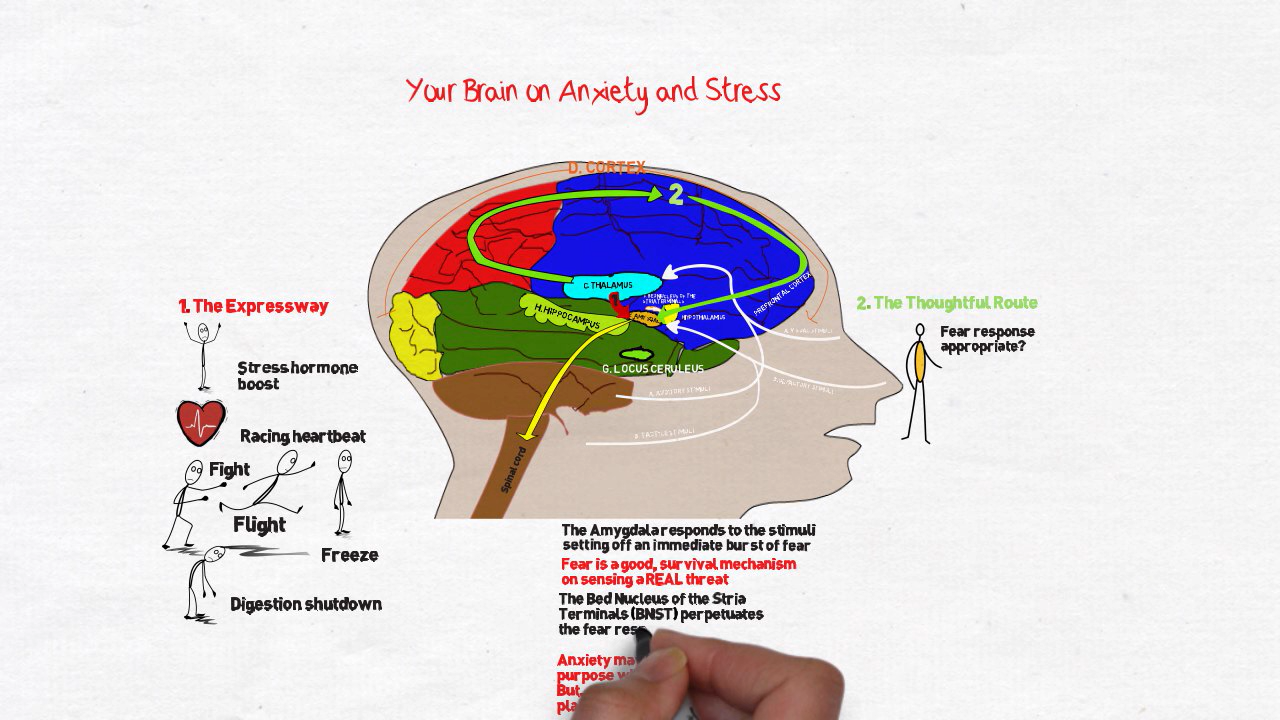 Your Brain on Anxiety and Stress
D. CORTEX
2
C. THALAMUS
1
H. HIPPOCAMPUS
HYPOTHALAMUS
PREFRONTAL CORTEX
G. LOCUS CERULEUS
Spinal cord
1. The Expressway
Stress hormone
boost
Racing heartbeat
Fight
Flight
Freeze
Digestion shutdown
2. The Thoughtful Route
Fear response
appropriate?
The Amygdala responds to the stimuli
setting off an immediate burst of fear
Fear is a good, survival mechanism
on sensing a REAL threat
The Bed Nucleus of the Stria
Terminals (BNST) perpetuates
the fear
Anxiety
purpose
But